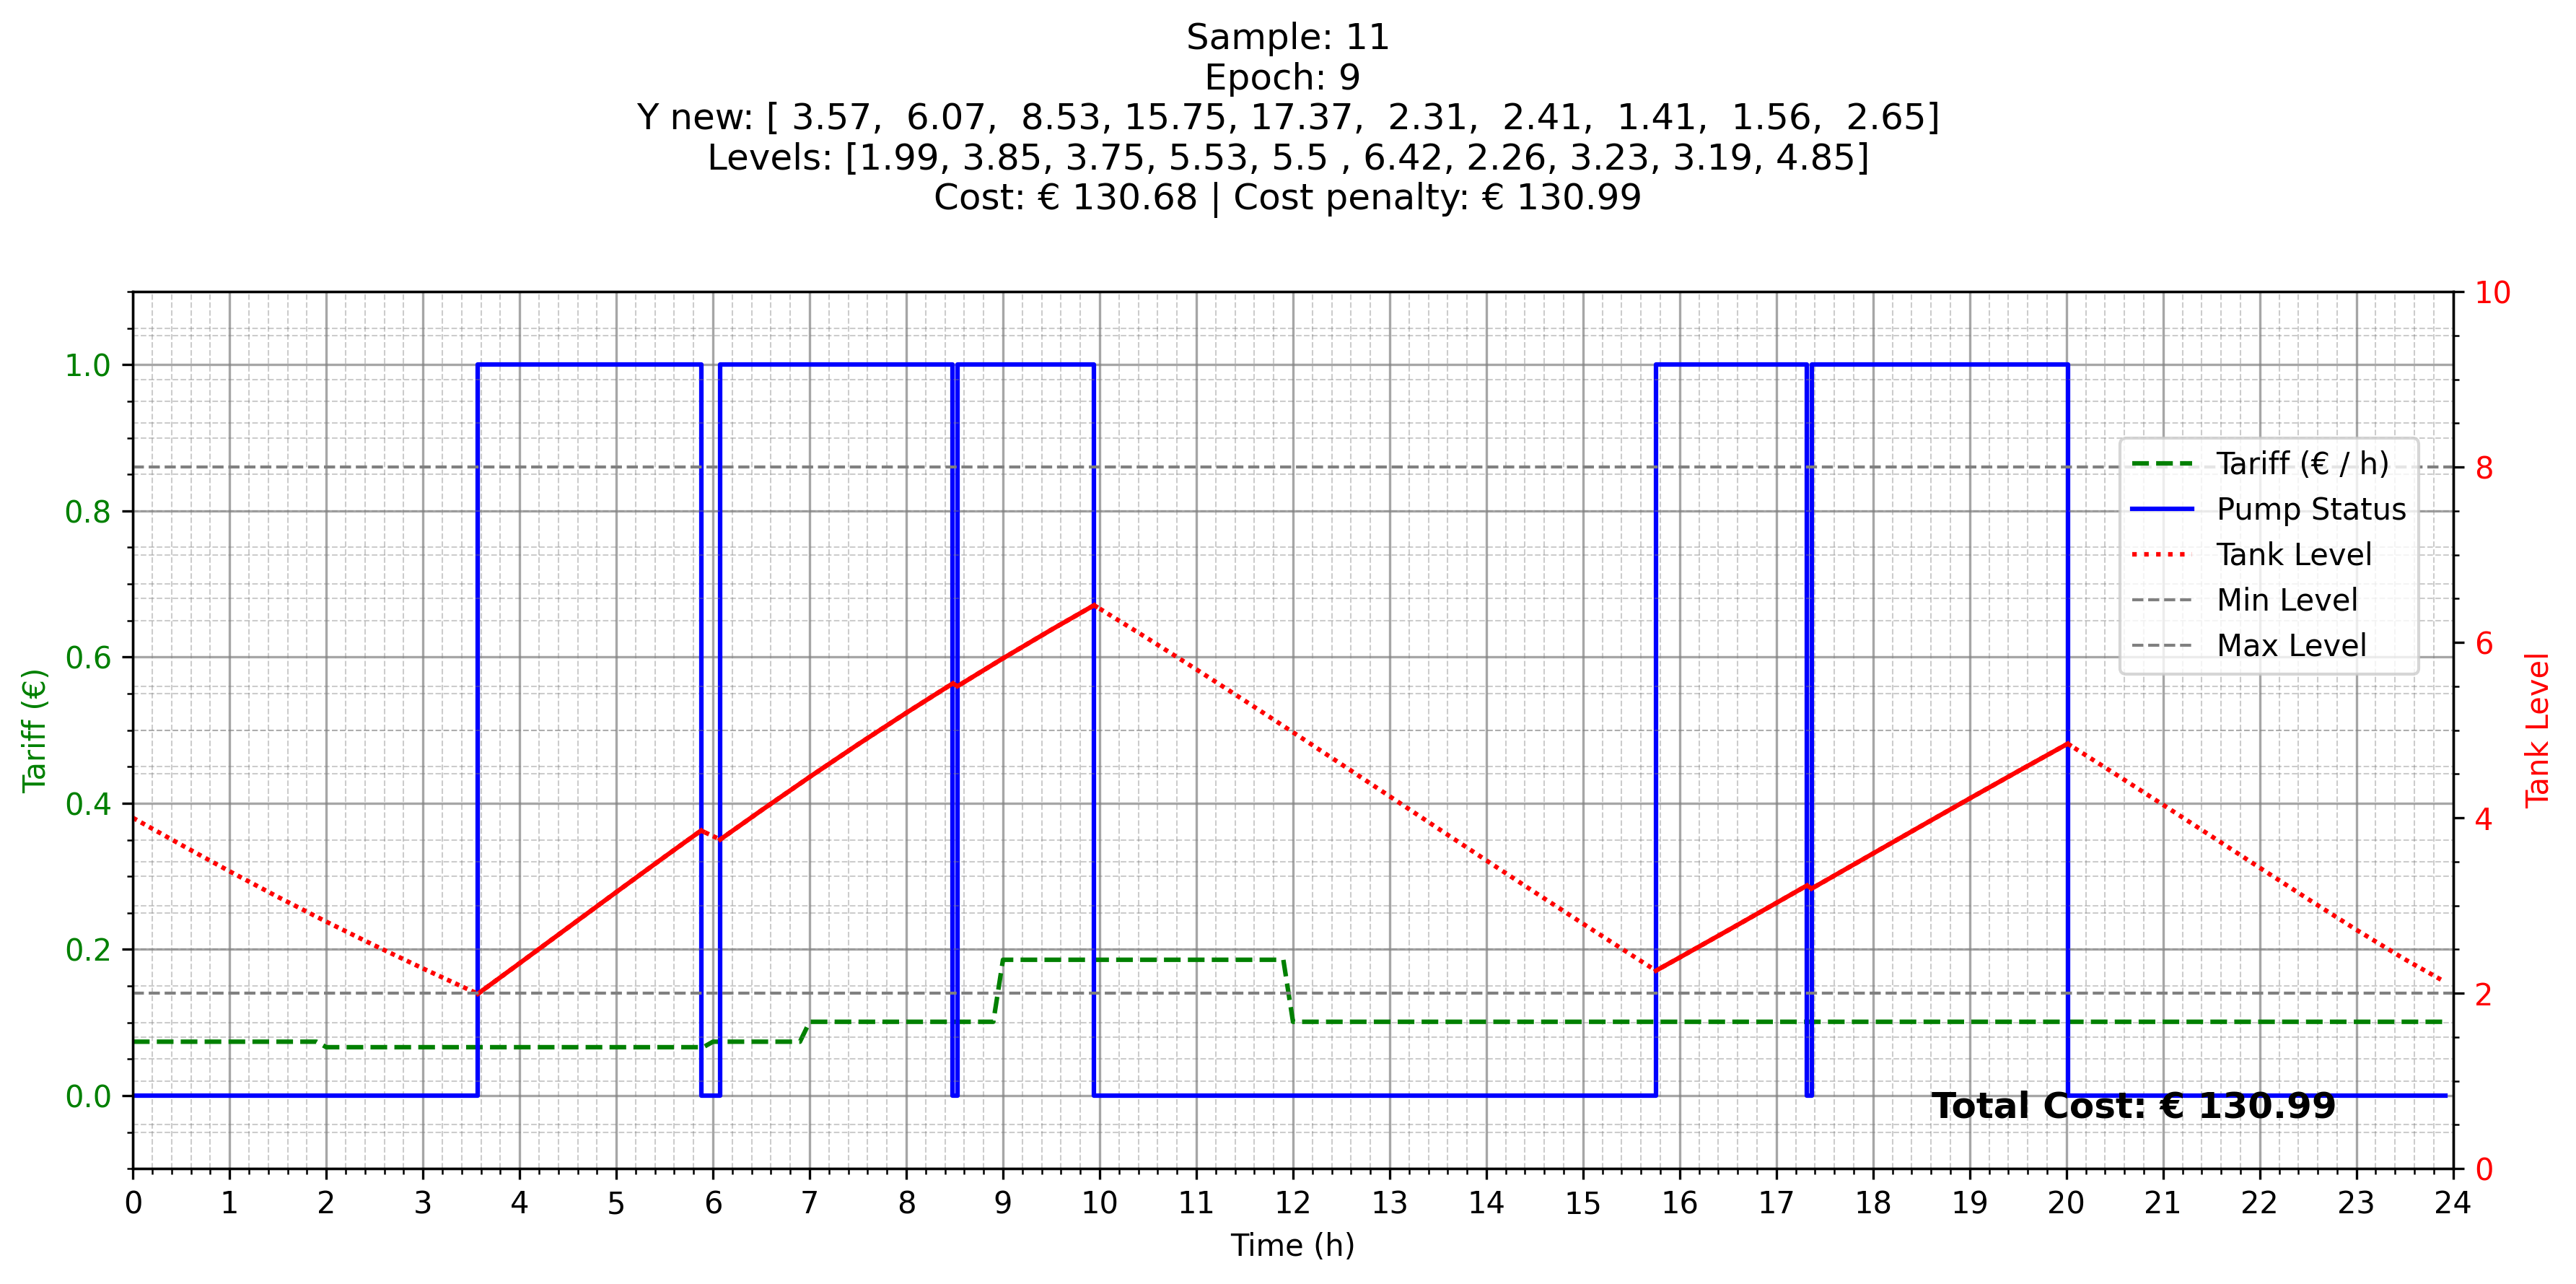 Sample: 11
Epoch: 9
Y new: [ 3.57,  6.07,  8.53, 15.75, 17.37,  2.31,  2.41,  1.41,  1.56,  2.65]
Levels: [1.99, 3.85, 3.75, 5.53, 5.5 , 6.42, 2.26, 3.23, 3.19, 4.85]
Cost: € 130.68 | Cost penalty: € 130.99
1.0
0.8
0.6
0.4
0.2
0.0
Tariff (€)
10
8
6
4
2
0
Tank Level
Tariff (€ / h)
Pump Status
Tank Level
Min Level
Max Level
Total Cost: € 130.99
0 1 2 3 4 5 6 7 8 9 10 11 12 13 14 15 16 17 18 19 20 21 22 23 24
Time (h)